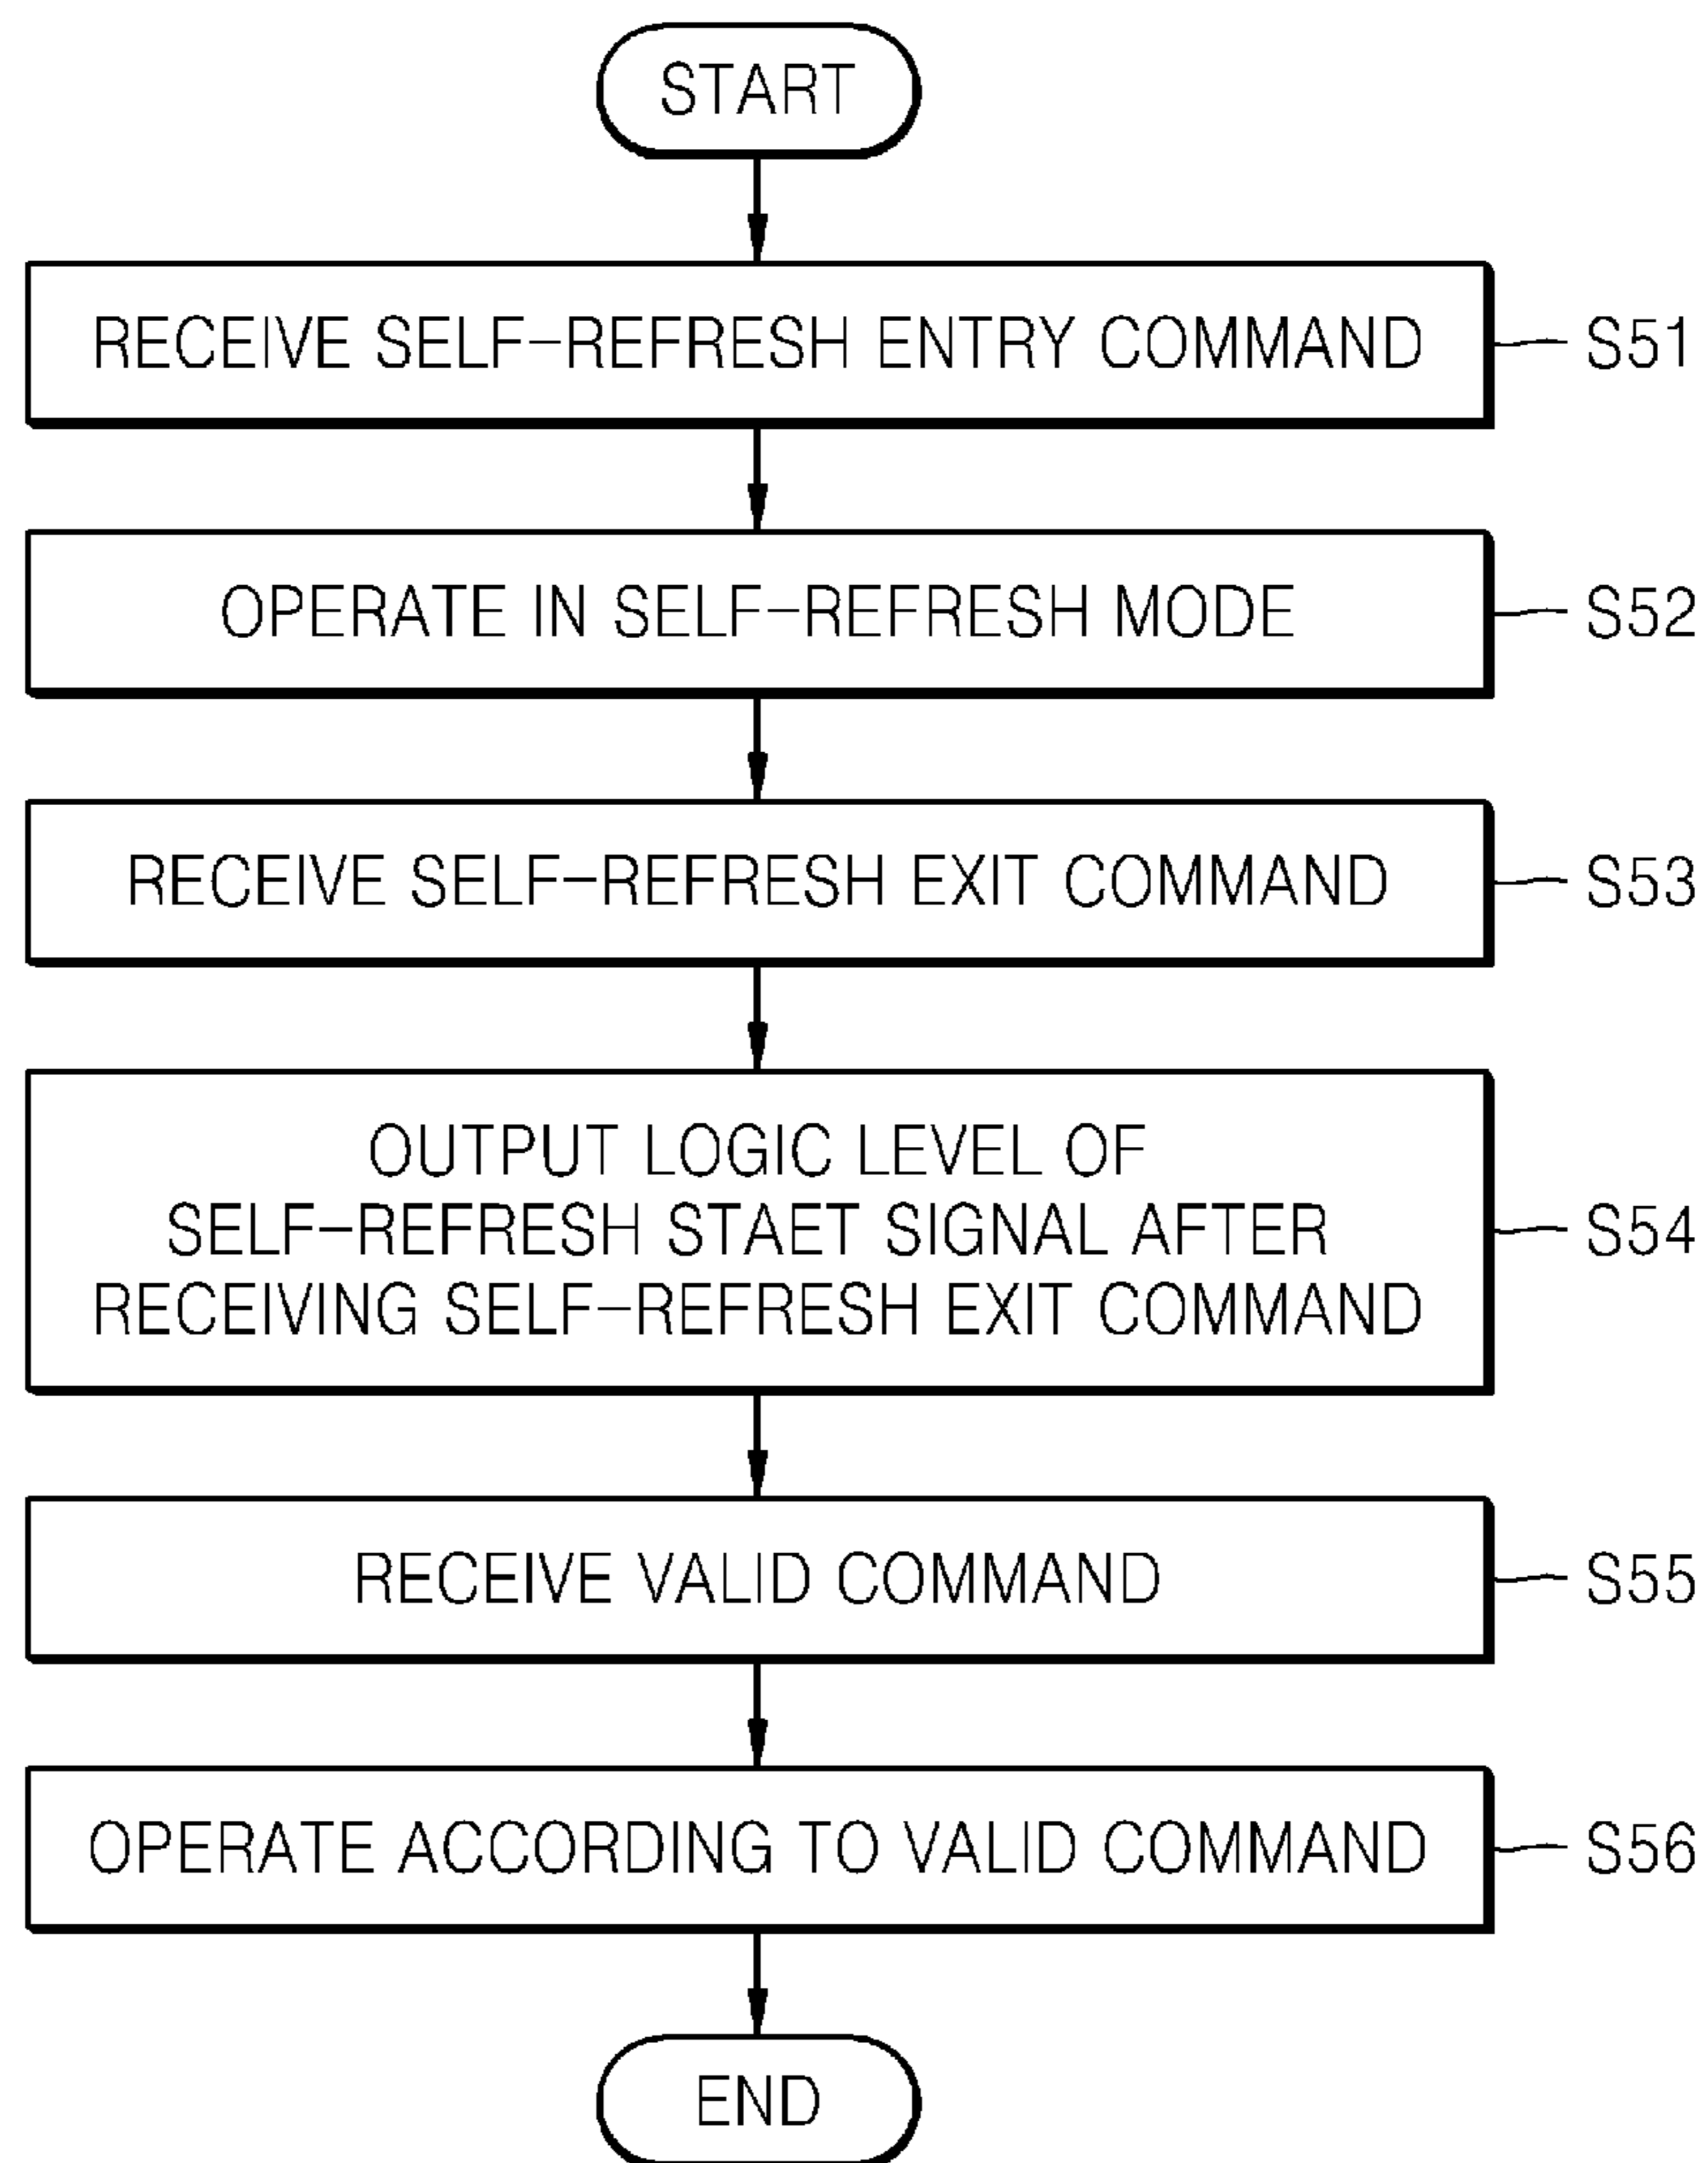 START
RECEIVE SELF-REFRESH ENTRY COMMAND
S51
OPERATE IN SELF-REFRESH MODE
S52
RECEIVE SELF-REFRESH EXIT COMMAND
S53
OUTPUT LOGIC LEVEL OF
SELF-REFRESH STAET SIGNAL AFTER
RECEIVING SELF-REFRESH EXIT COMMAND
S54
RECEIVE VALID COMMAND
S55
OPERATE ACCORDING TO VALID COMMAND
S56
END